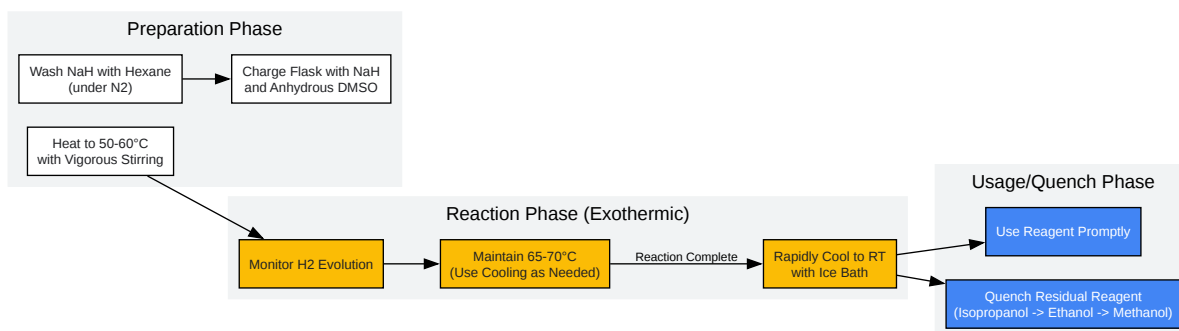 Preparation Phase
Wash NaH with Hexane
(under N2)
Charge Flask with NaH
and Anhydrous DMSO
Heat to 50-60°C
with Vigorous Stirring
Reaction Phase (Exothermic)
Monitor H2 Evolution
Maintain 65-70°C
(Use Cooling as Needed)
Reaction Complete
Rapidly Cool to RT
with Ice Bath
Usage/Quench Phase
Use Reagent Promptly
Quench Residual Reagent
(Isopropanol -> Ethanol -> Methanol)